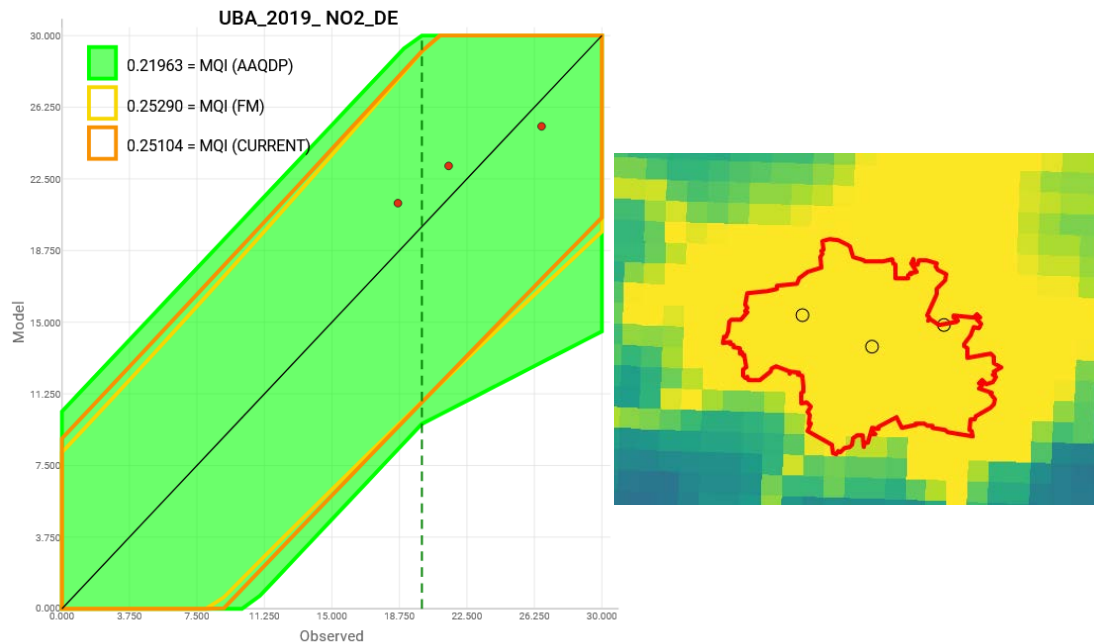 UBA_2019_ NO2_DE
0.21963 = MQI (AAQDP)
0.25290 = MQI (FM)
0.25104 = MQI (CURRENT)
30.000
26.250
22.500
18.750
15.000
11.250
7.500
3.750
0.000
Model
0.000 3.750 7.500 11.250 15.000 18.750 22.500 26.250 30.000
Observed